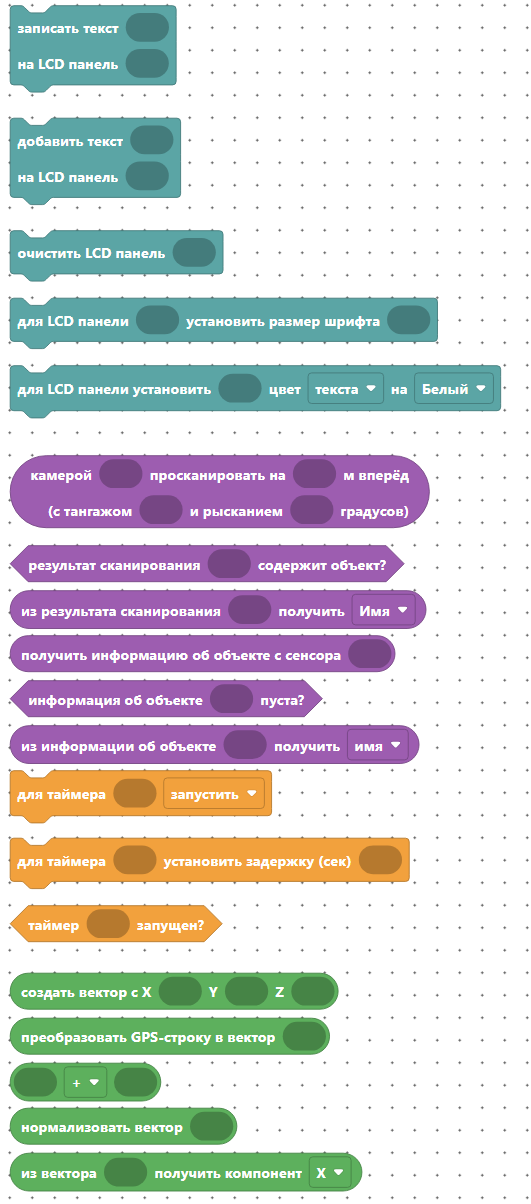 записать текст
на LCD панель
добавить текст
на LCD панель
очистить LCD панель
для LCD панели установить размер шрифта
для LCD панели установить цвет текста на Белый
камерой просканировать на м вперёд
(с тангажом и рысканием градусов)
результат сканирования содержит объект?
из результата сканирования получить Имя
получить информацию об объекте с сенсора
информация об объекте пуста?
из информации об объекте получить имя
для таймера запустить
для таймера установить задержку (сек)
таймер запущен?
создать вектор с X Y Z
преобразовать GPS-строку в вектор
+
нормализовать вектор
из вектора получить компонент X